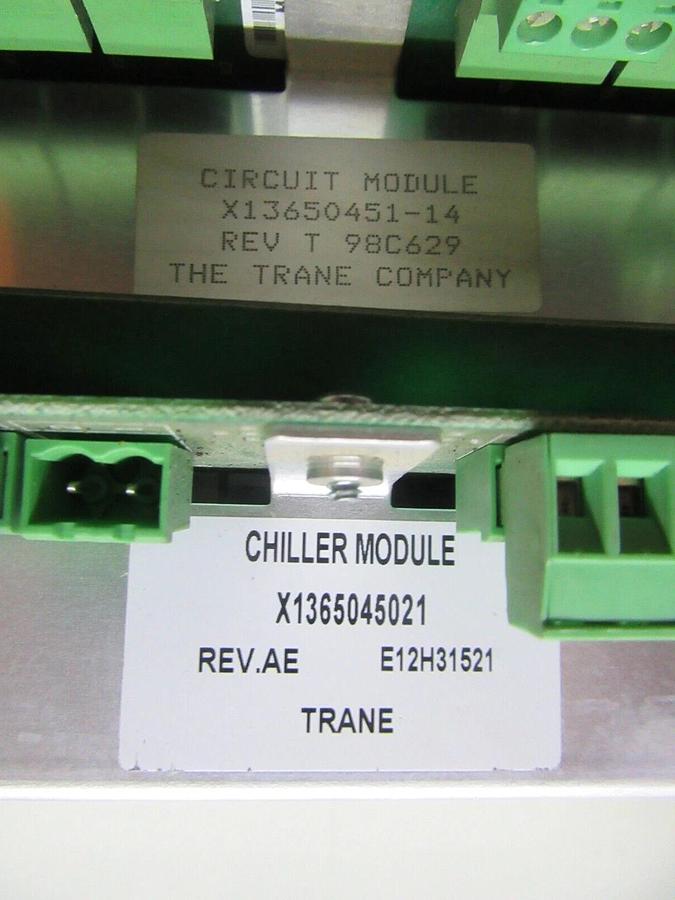 CIRCUIT MODULE
X13650451-14
REV T 98C629
THE TRANE COMPANY
CHILLER MODULE
X1365045021
REV.AE E12H31521
TRANE